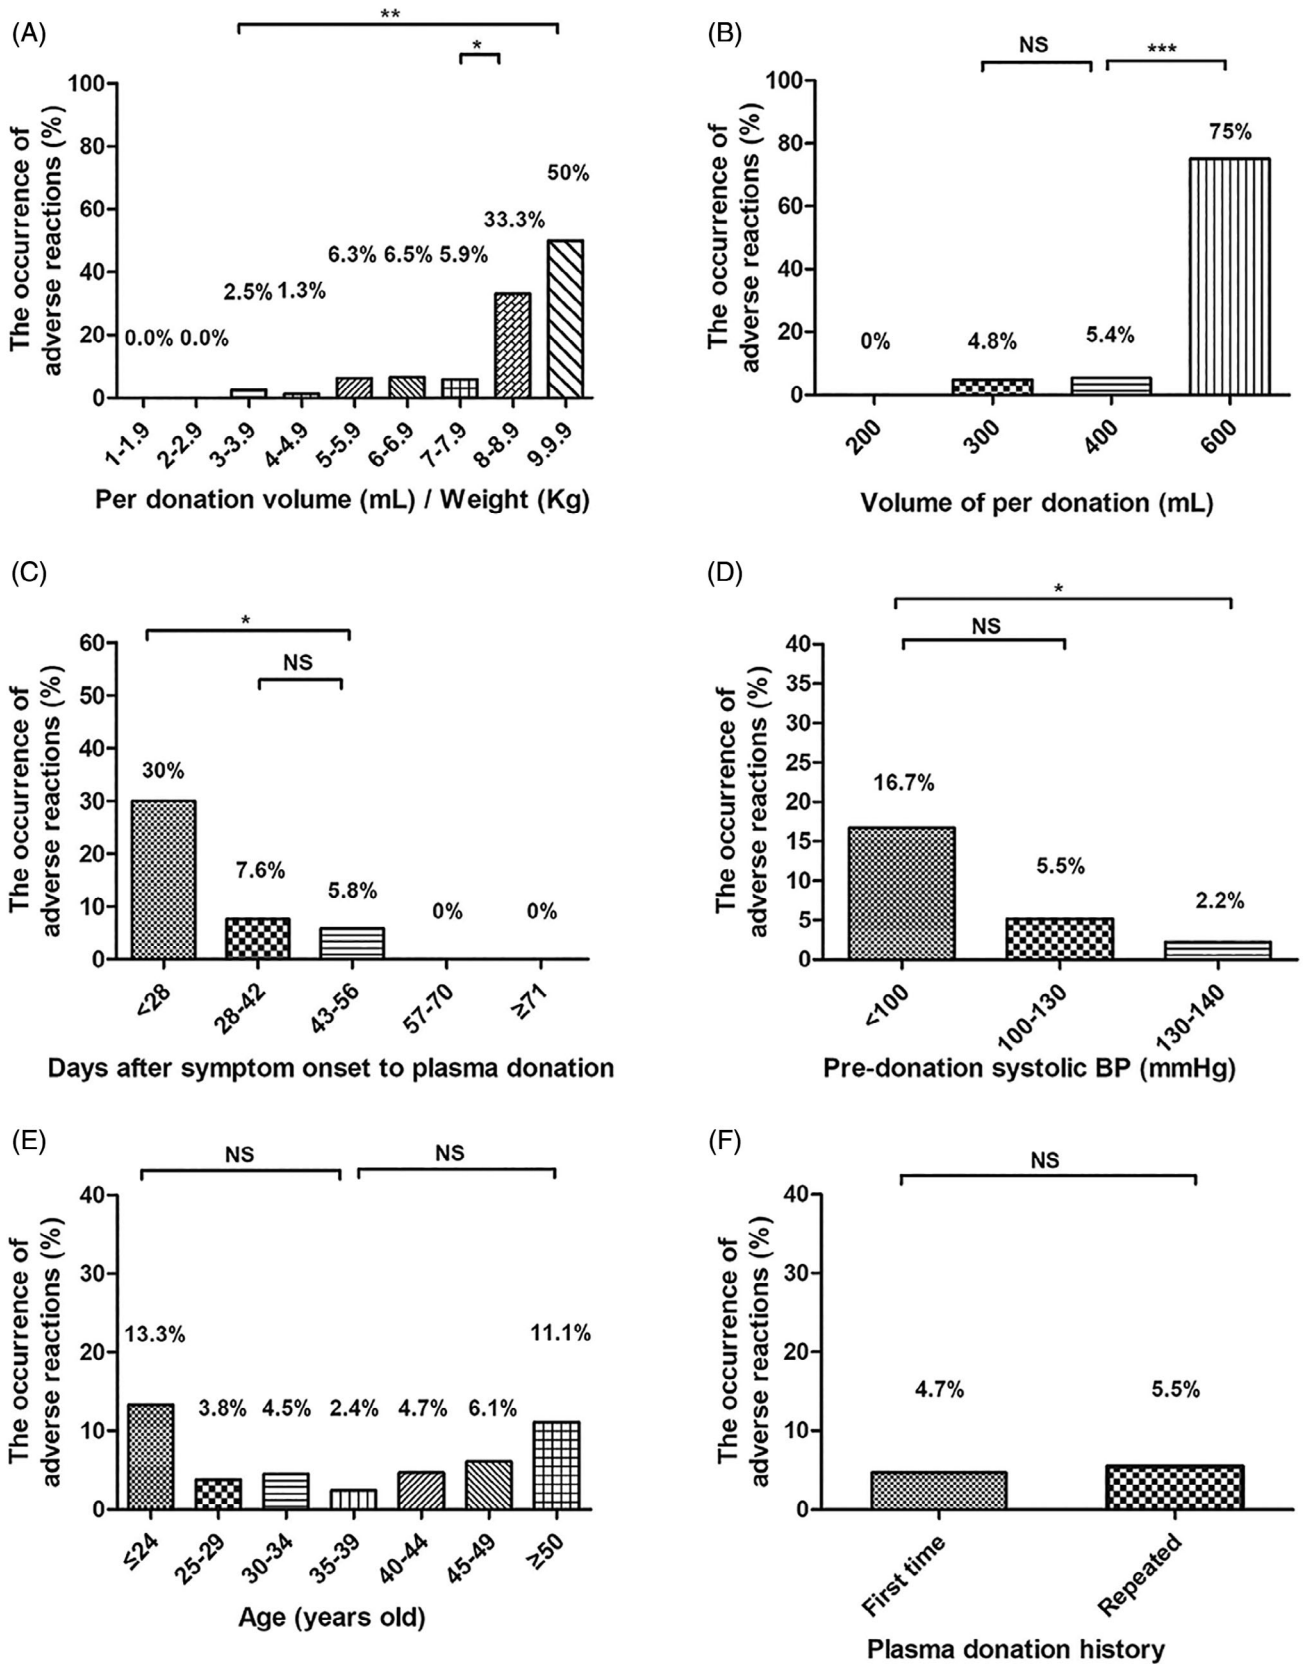 (A)
**
*
The occurrence of
adverse reactions (%)
100
80
60
40
20
0
0.0% 0.0%
2.5% 1.3%
6.3% 6.5% 5.9%
33.3%
50%
1-1.9
2-2.9
3-3.9
4-4.9
5-5.9
6-6.9
7-7.9
8-8.9
9.9.9
Per donation volume (mL) / Weight (Kg)
(B)
NS
***
The occurrence of
adverse reactions (%)
100
80
60
40
20
0
0%
4.8%
5.4%
75%
200
300
400
600
Volume of per donation (mL)
(C)
*
NS
The occurrence of
adverse reactions (%)
60
50
40
30
20
10
0
30%
7.6%
5.8%
0%
0%
<28
28-42
43-56
57-70
≥71
Days after symptom onset to plasma donation
(D)
*
NS
The occurrence of
adverse reactions (%)
40
35
30
25
20
15
10
5
0
16.7%
5.5%
2.2%
<100
100-130
130-140
Pre-donation systolic BP (mmHg)
(E)
NS
NS
The occurrence of
adverse reactions (%)
40
30
20
10
0
13.3%
3.8%
4.5%
2.4%
4.7%
6.1%
11.1%
≤24
25-29
30-34
35-39
40-44
45-49
≥50
Age (years old)
(F)
NS
The occurrence of
adverse reactions (%)
40
30
20
10
0
4.7%
5.5%
First time
Repeated
Plasma donation history